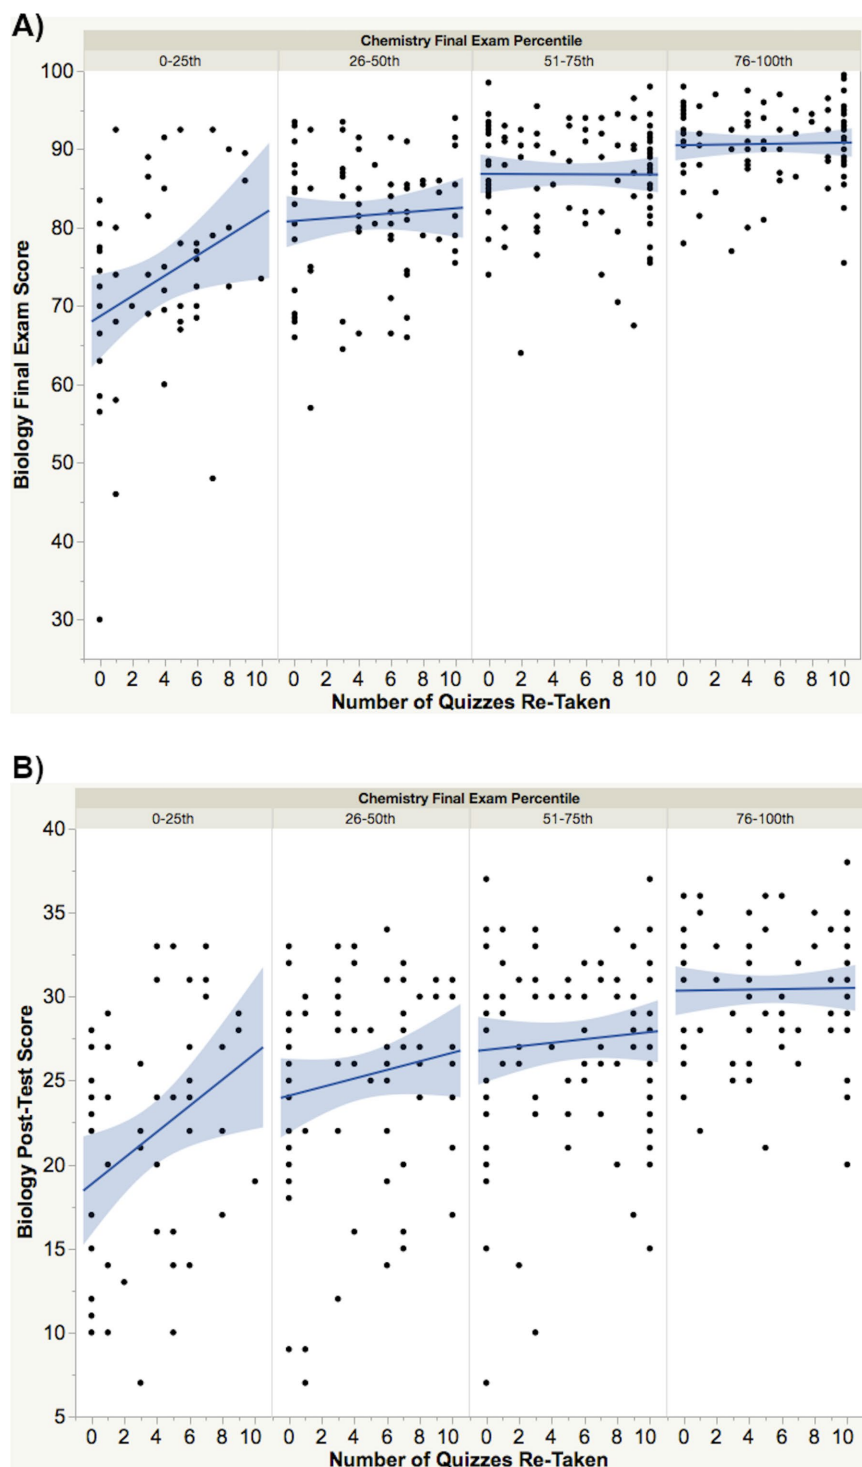 A)
Chemistry Final Exam Percentile
0-25th 26-50th 51-75th 76-100th
100
90
80
70
60
50
40
30
Biology Final Exam Score
0 2 4 6 8 10 0 2 4 6 8 10 0 2 4 6 8 10 0 2 4 6 8 10
Number of Quizzes Re-Taken
B)
Chemistry Final Exam Percentile
0-25th 26-50th 51-75th 76-100th
40
35
30
25
20
15
10
5
Biology Post-Test Score
0 2 4 6 8 10 0 2 4 6 8 10 0 2 4 6 8 10 0 2 4 6 8 10
Number of Quizzes Re-Taken